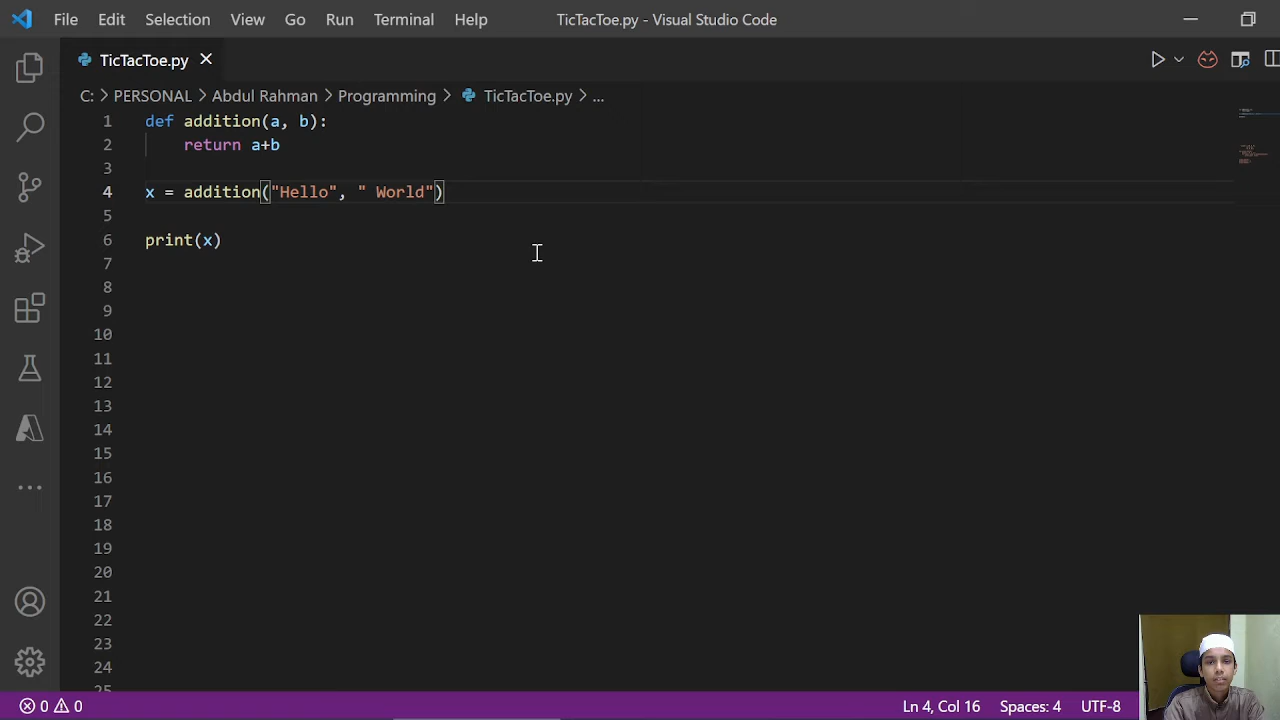 File Edit Selection View Go Run Terminal Help TicTacToe.py - Visual Studio Code
TicTacToe.py
C: > PERSONAL > Abdul Rahman > Programming > TicTacToe.py > ...
1 def addition(a, b):
2 return a+b
3
4 x = addition("Hello", " World")
5
6 print(x)
7
8
9
10
11
12
13
14
15
16
17
18
19
20
21
22
23
24
25
0 0 Ln 4, Col 16 Spaces: 4 UTF-8